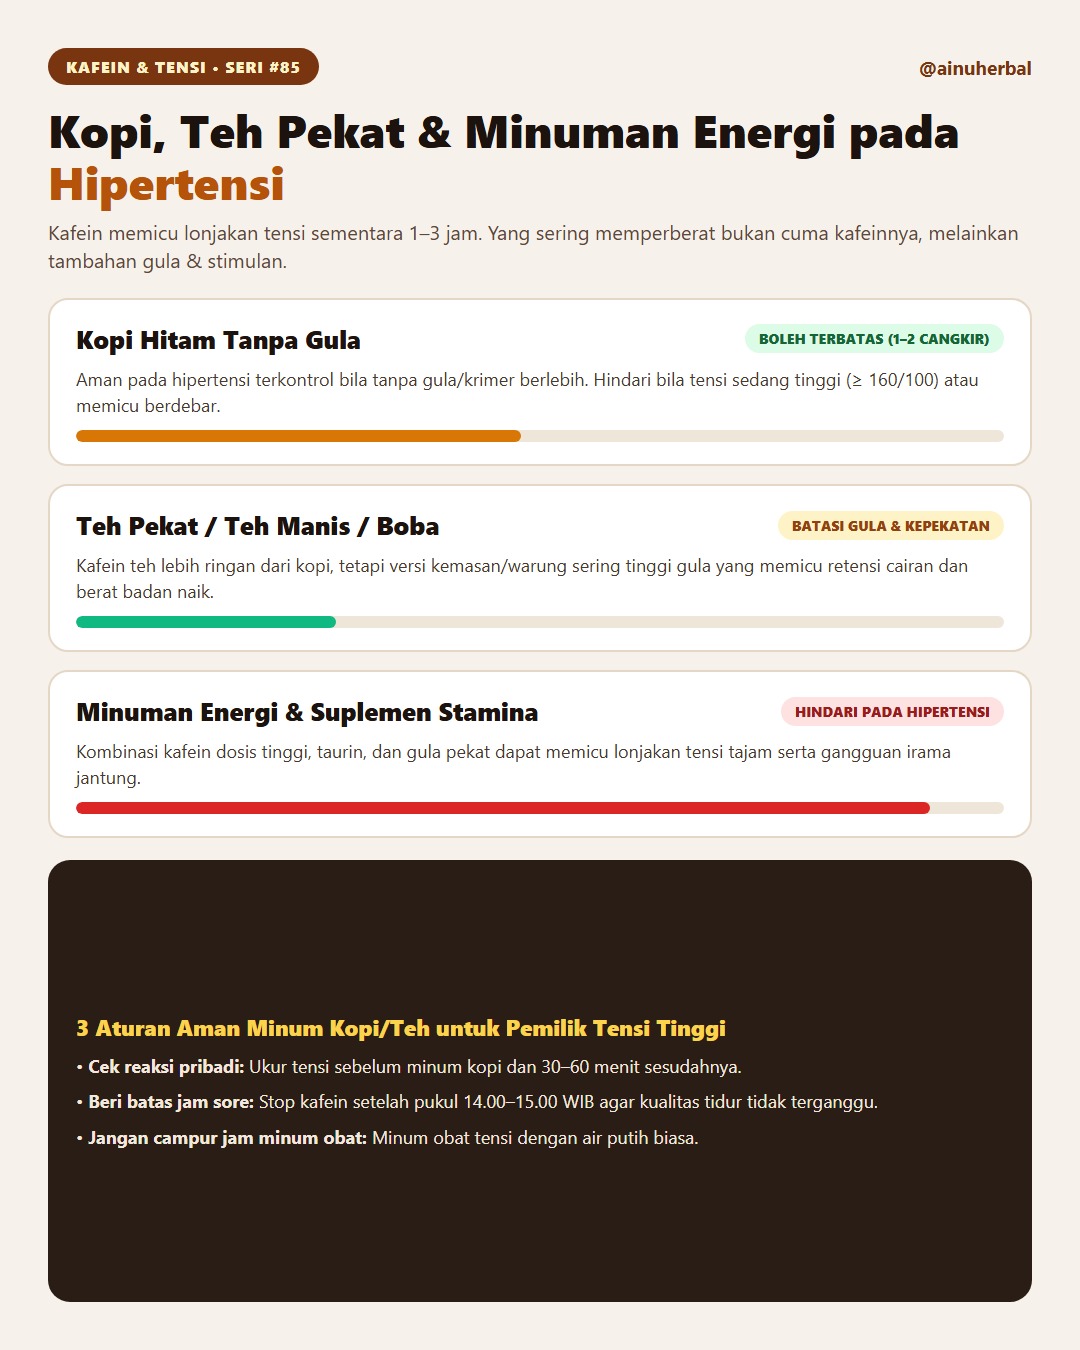 KAFEIN & TENSI • SERI #85
@ainuherbal
Kopi, Teh Pekat & Minuman Energi pada
Hipertensi
Kafein memicu lonjakan tensi sementara 1–3 jam. Yang sering memperberat bukan cuma kafeinnya, melainkan
tambahan gula & stimulan.
Kopi Hitam Tanpa Gula
BOLEH TERBATAS (1–2 CANGKIR)
Aman pada hipertensi terkontrol bila tanpa gula/krimer berlebih. Hindari bila tensi sedang tinggi (≥ 160/100) atau
memicu berdebar.
Teh Pekat / Teh Manis / Boba
BATASI GULA & KEPEKATAN
Kafein teh lebih ringan dari kopi, tetapi versi kemasan/warung sering tinggi gula yang memicu retensi cairan dan
berat badan naik.
Minuman Energi & Suplemen Stamina
HINDARI PADA HIPERTENSI
Kombinasi kafein dosis tinggi, taurin, dan gula pekat dapat memicu lonjakan tensi tajam serta gangguan irama
jantung.
3 Aturan Aman Minum Kopi/Teh untuk Pemilik Tensi Tinggi
• Cek reaksi pribadi: Ukur tensi sebelum minum kopi dan 30–60 menit sesudahnya.
• Beri batas jam sore: Stop kafein setelah pukul 14.00–15.00 WIB agar kualitas tidur tidak terganggu.
• Jangan campur jam minum obat: Minum obat tensi dengan air putih biasa.